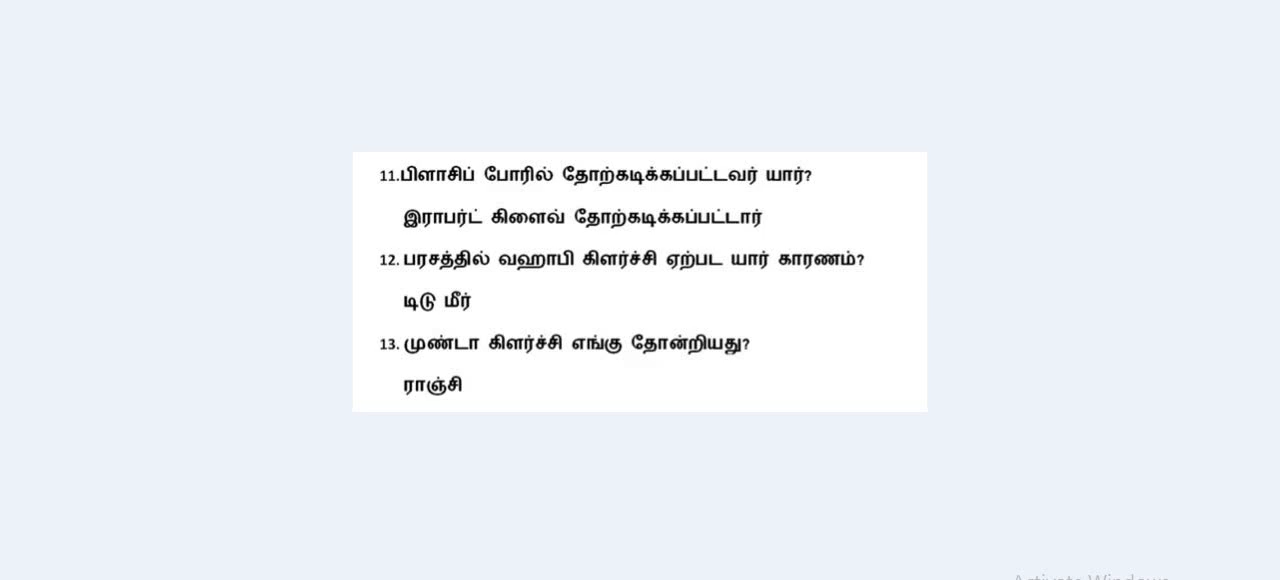 11.பிளாசிப் போரில் தோற்கடிக்கப்பட்டவர் யார்?
இராபர்ட் கிளைவ் தோற்கடிக்கப்பட்டார்
12. பரசத்தில் வஹாபி கிளர்ச்சி ஏற்பட யார் காரணம்?
டிடு மீர்
13. முண்டா கிளர்ச்சி எங்கு தோன்றியது?
ராஞ்சி